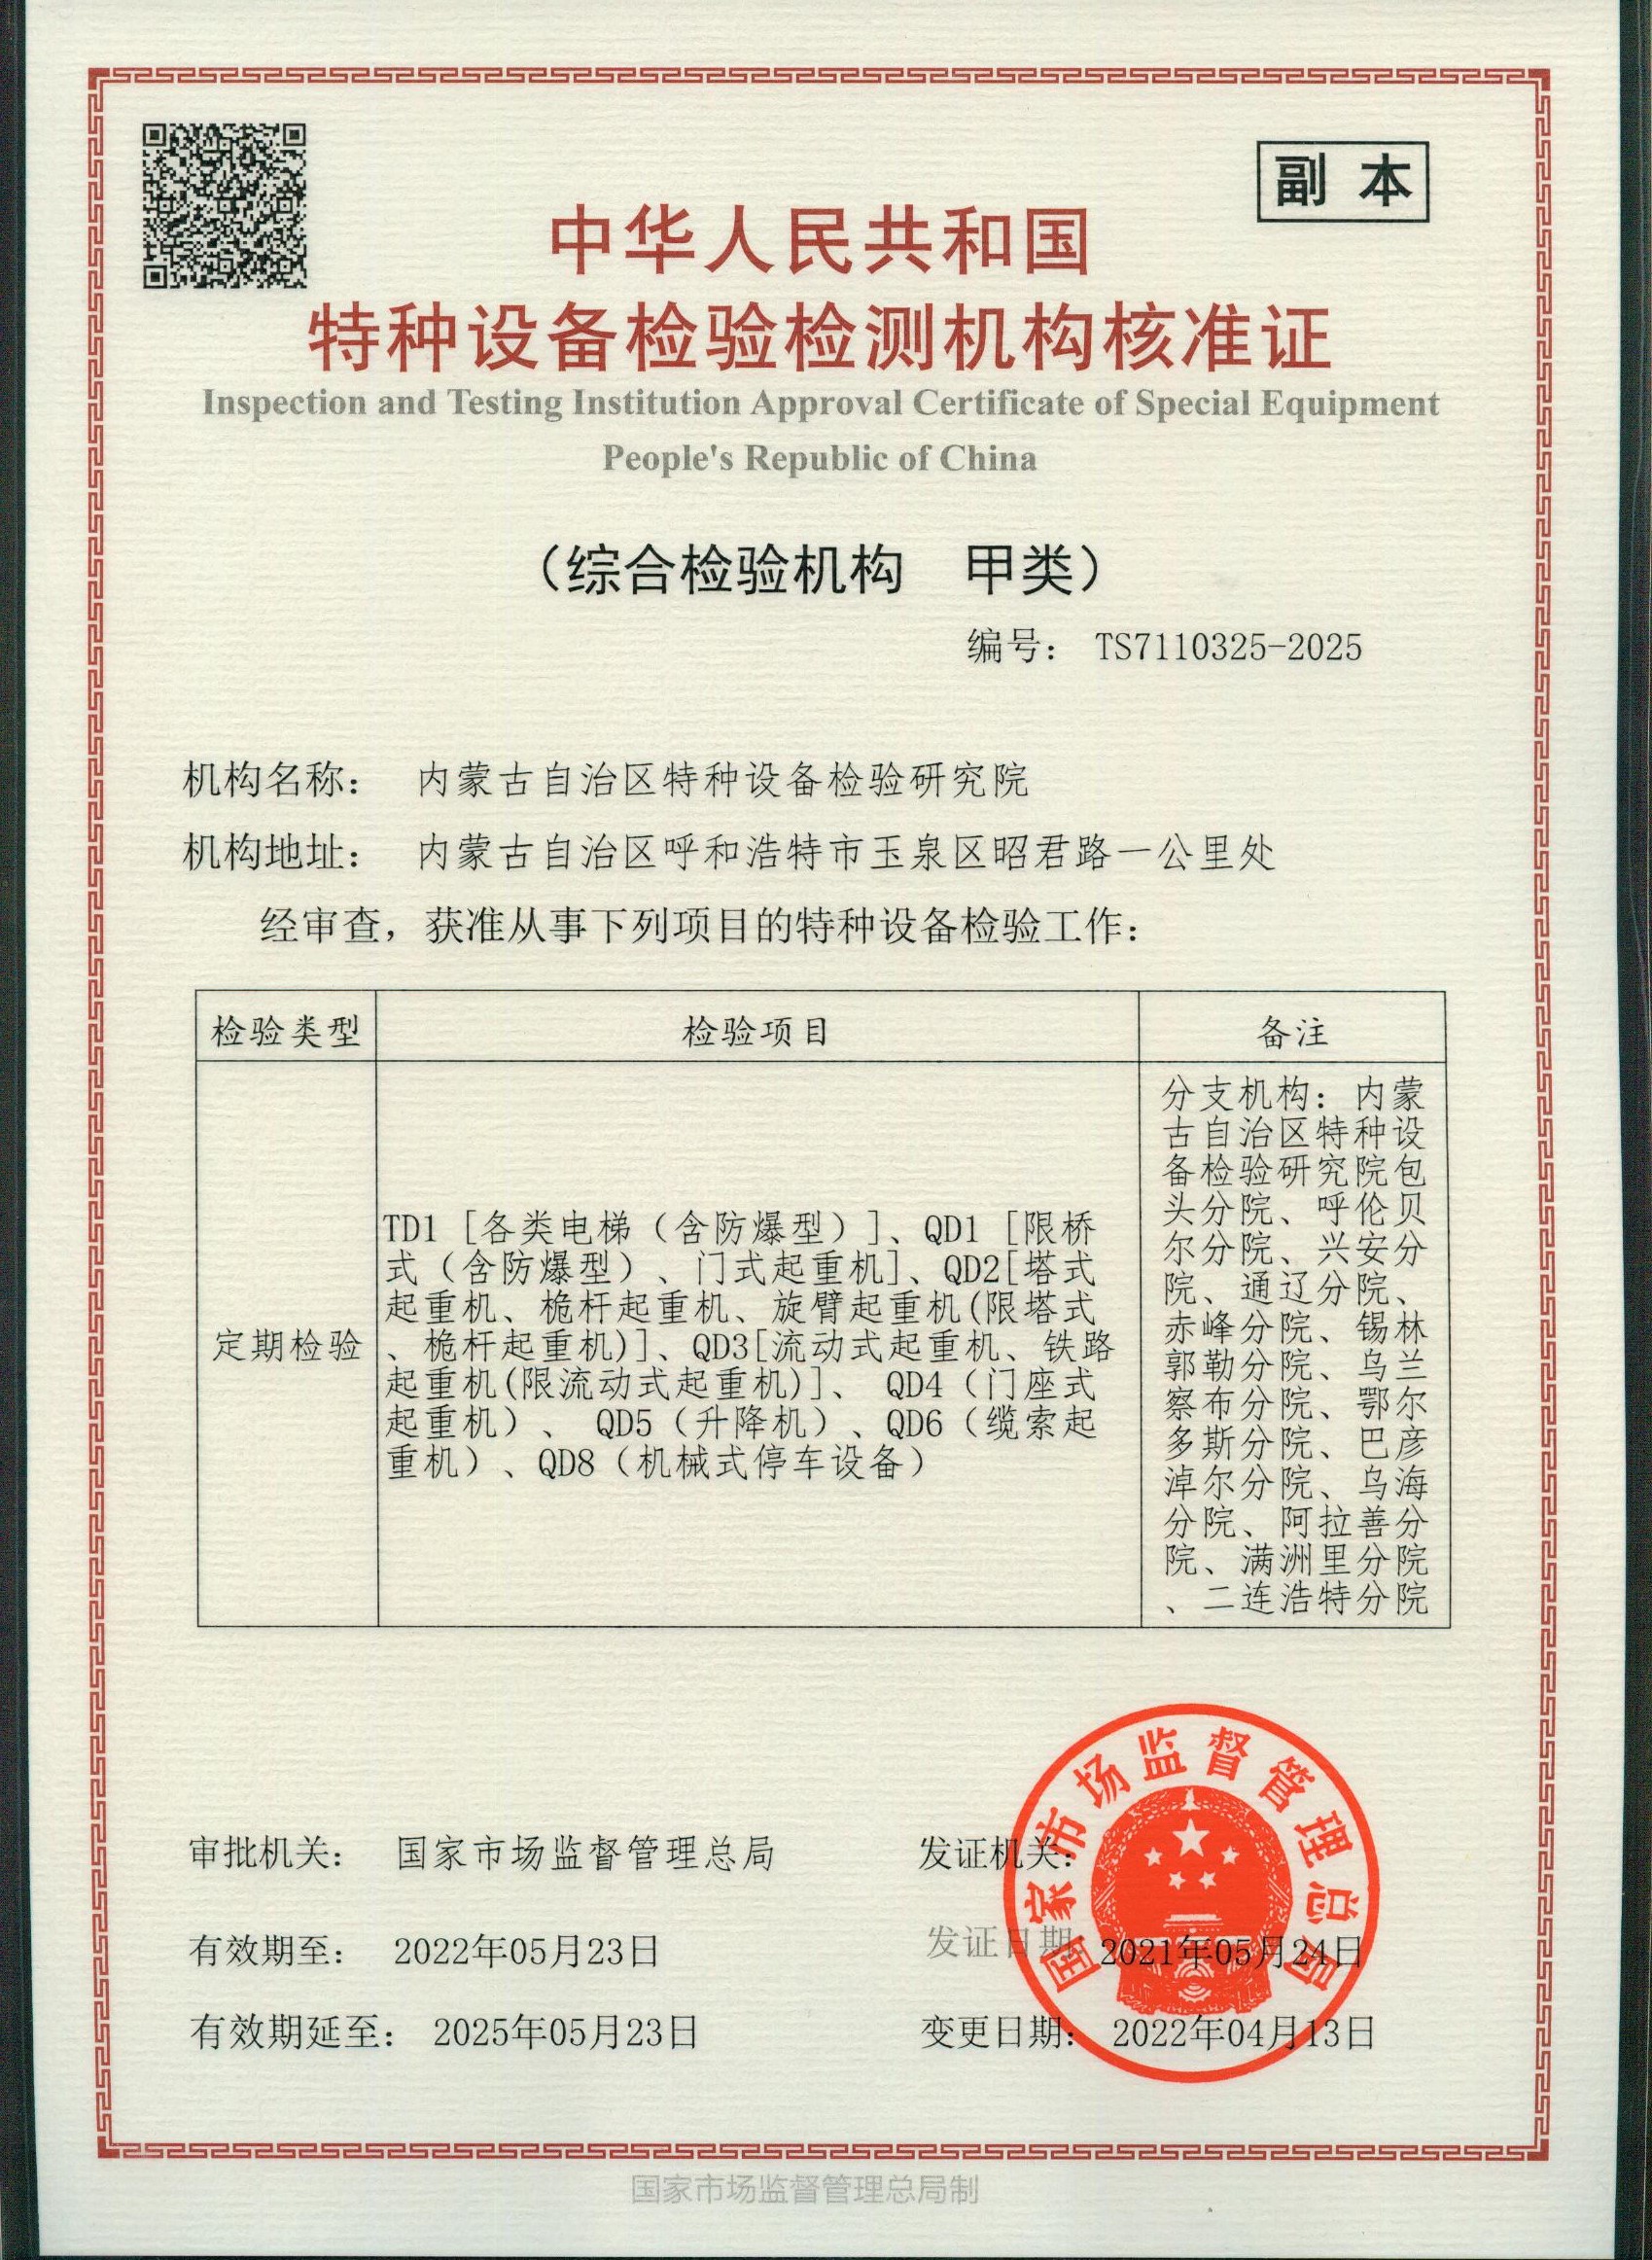 副 本
中华人民共和国
特种设备检验检测机构核准证
Inspection and Testing Institution Approval Certificate of Special Equipment
People's Republic of China
（综合检验机构　甲类）
编号： TS7110325-2025
机构名称： 内蒙古自治区特种设备检验研究院
机构地址： 内蒙古自治区呼和浩特市玉泉区昭君路一公里处
经审查，获准从事下列项目的特种设备检验工作：
检验类型 检验项目 备注
定期检验
TD1［各类电梯（含防爆型）］、QD1［限桥
式（含防爆型）、门式起重机］、QD2[塔式
起重机、桅杆起重机、旋臂起重机(限塔式
、桅杆起重机)]、QD3[流动式起重机、铁路
起重机(限流动式起重机)]、 QD4（门座式
起重机）、 QD5（升降机）、QD6（缆索起
重机）、QD8（机械式停车设备）
分支机构：内蒙
古自治区特种设
备检验研究院包
头分院、呼伦贝
尔分院、兴安分
院、通辽分院、
赤峰分院、锡林
郭勒分院、乌兰
察布分院、鄂尔
多斯分院、巴彦
淖尔分院、乌海
分院、阿拉善分
院、满洲里分院
、二连浩特分院
审批机关： 国家市场监督管理总局
发证机关：
有效期至： 2022年05月23日
发证日期 2021年05月24日
有效期延至： 2025年05月23日
变更日期： 2022年04月13日
国家市场监督管理总局
国家市场监督管理总局制